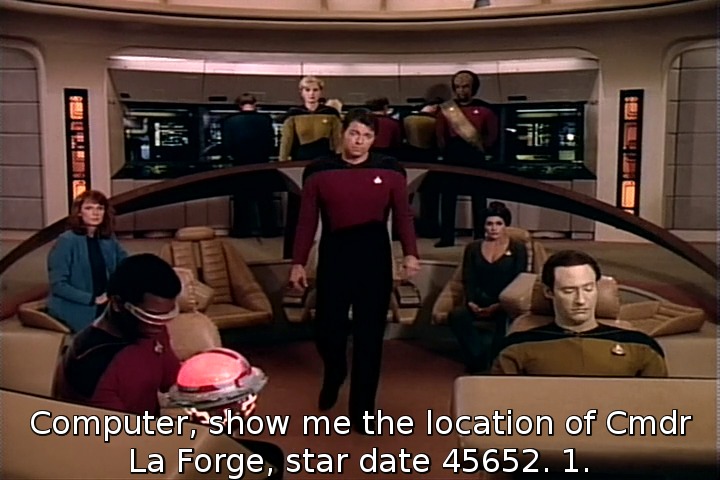 Computer, show me the location of Cmdr
La Forge, star date 45652. 1.